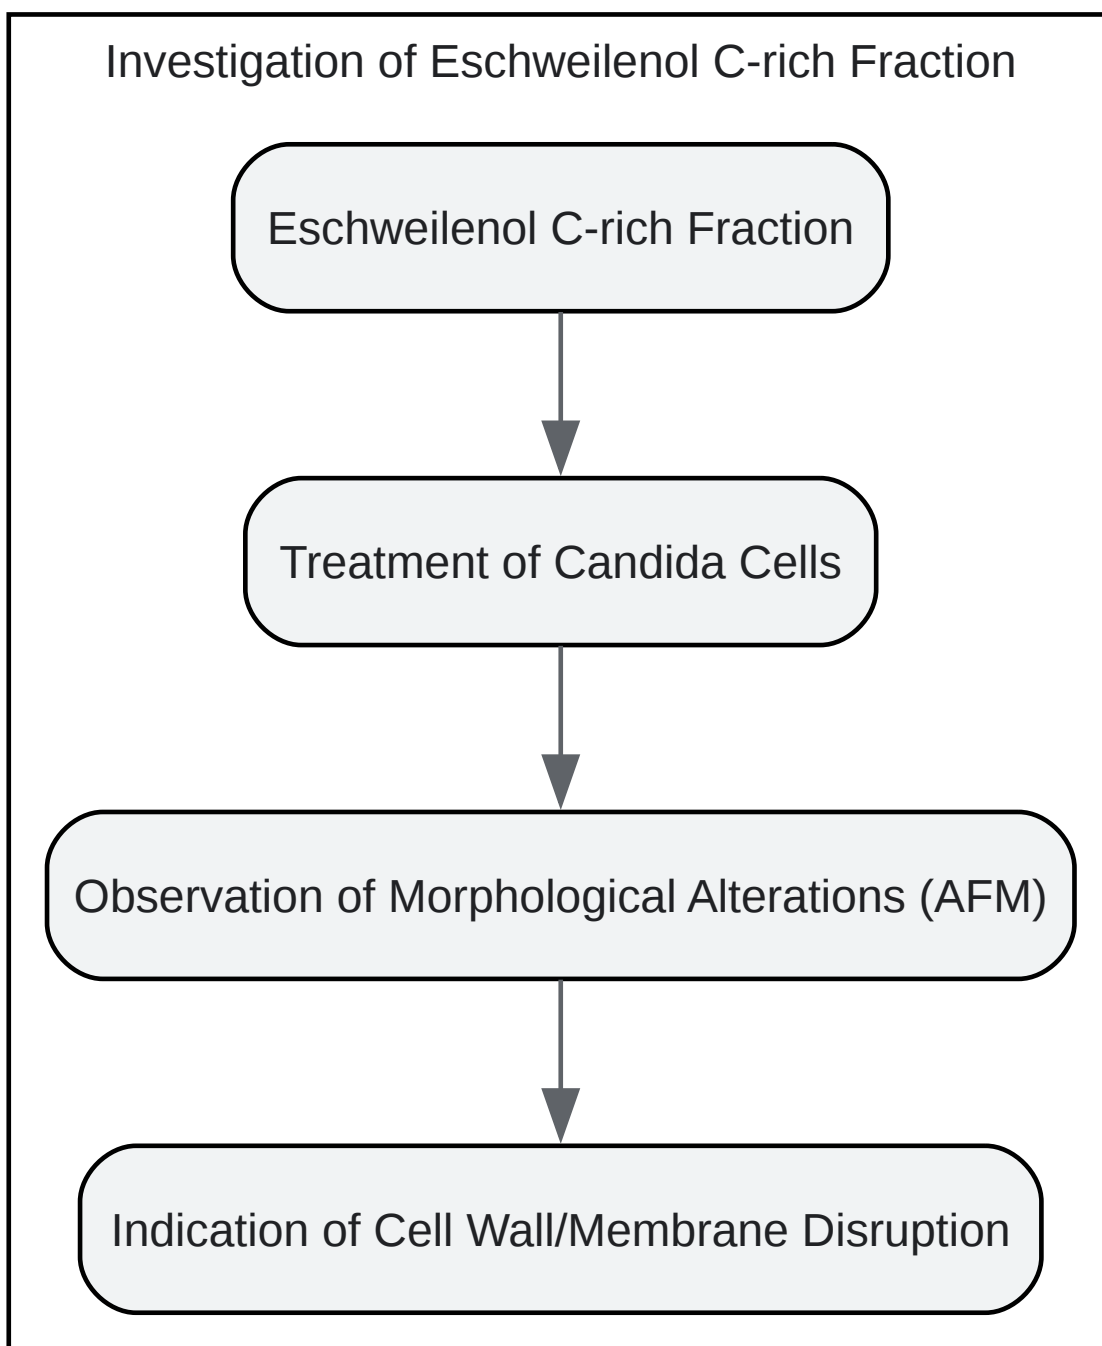 Investigation of Eschweilenol C-rich Fraction
Eschweilenol C-rich Fraction
Treatment of Candida Cells
Observation of Morphological Alterations (AFM)
Indication of Cell Wall/Membrane Disruption